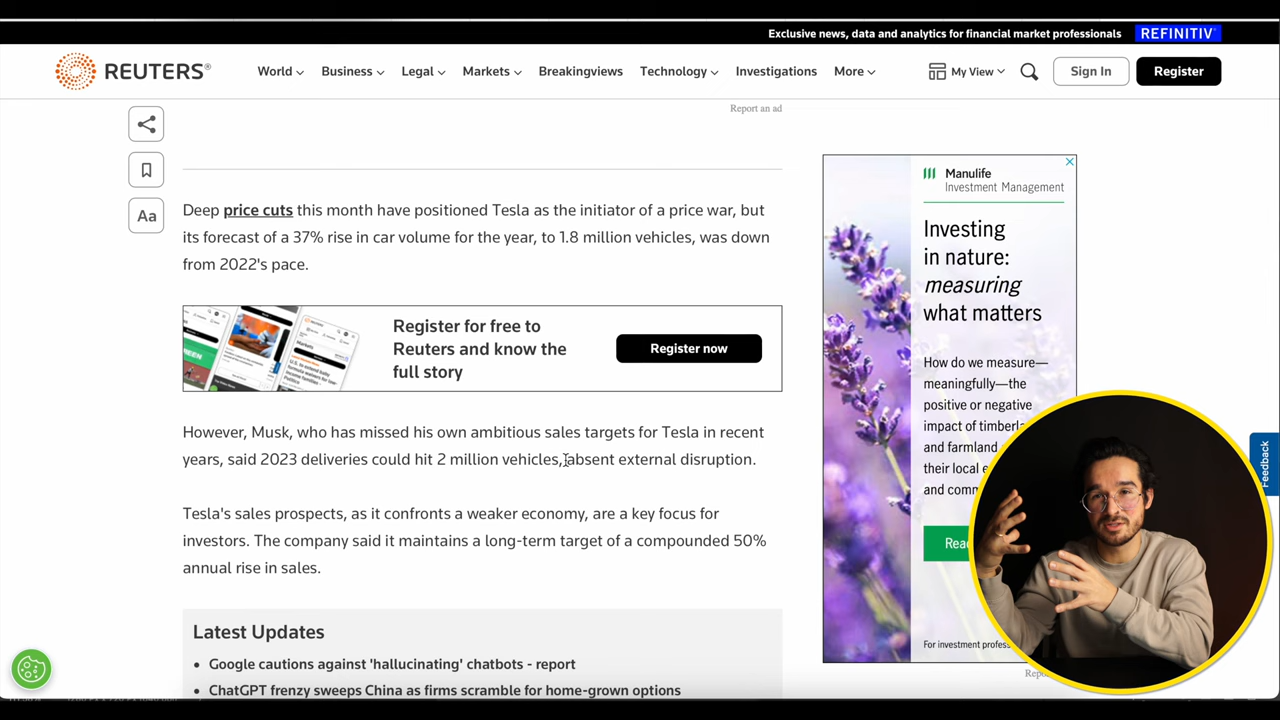 Exclusive news, data and analytics for financial market professionals REFINITIV
REUTERS®
World Business Legal Markets Breakingviews Technology Investigations More
My View Sign In Register
Report an ad
Aa
Deep price cuts this month have positioned Tesla as the initiator of a price war, but
its forecast of a 37% rise in car volume for the year, to 1.8 million vehicles, was down
from 2022's pace.
Register for free to
Reuters and know the
full story
Register now
However, Musk, who has missed his own ambitious sales targets for Tesla in recent
years, said 2023 deliveries could hit 2 million vehicles, absent external disruption.
Tesla's sales prospects, as it confronts a weaker economy, are a key focus for
investors. The company said it maintains a long-term target of a compounded 50%
annual rise in sales.
Latest Updates
• Google cautions against 'hallucinating' chatbots - report
• ChatGPT frenzy sweeps China as firms scramble for home-grown options
Manulife
Investment Management
Investing
in nature:
measuring
what matters
How do we measure—
meaningfully—the
positive or negative
impact of
and farmland
their local
and
For investment
Feedback